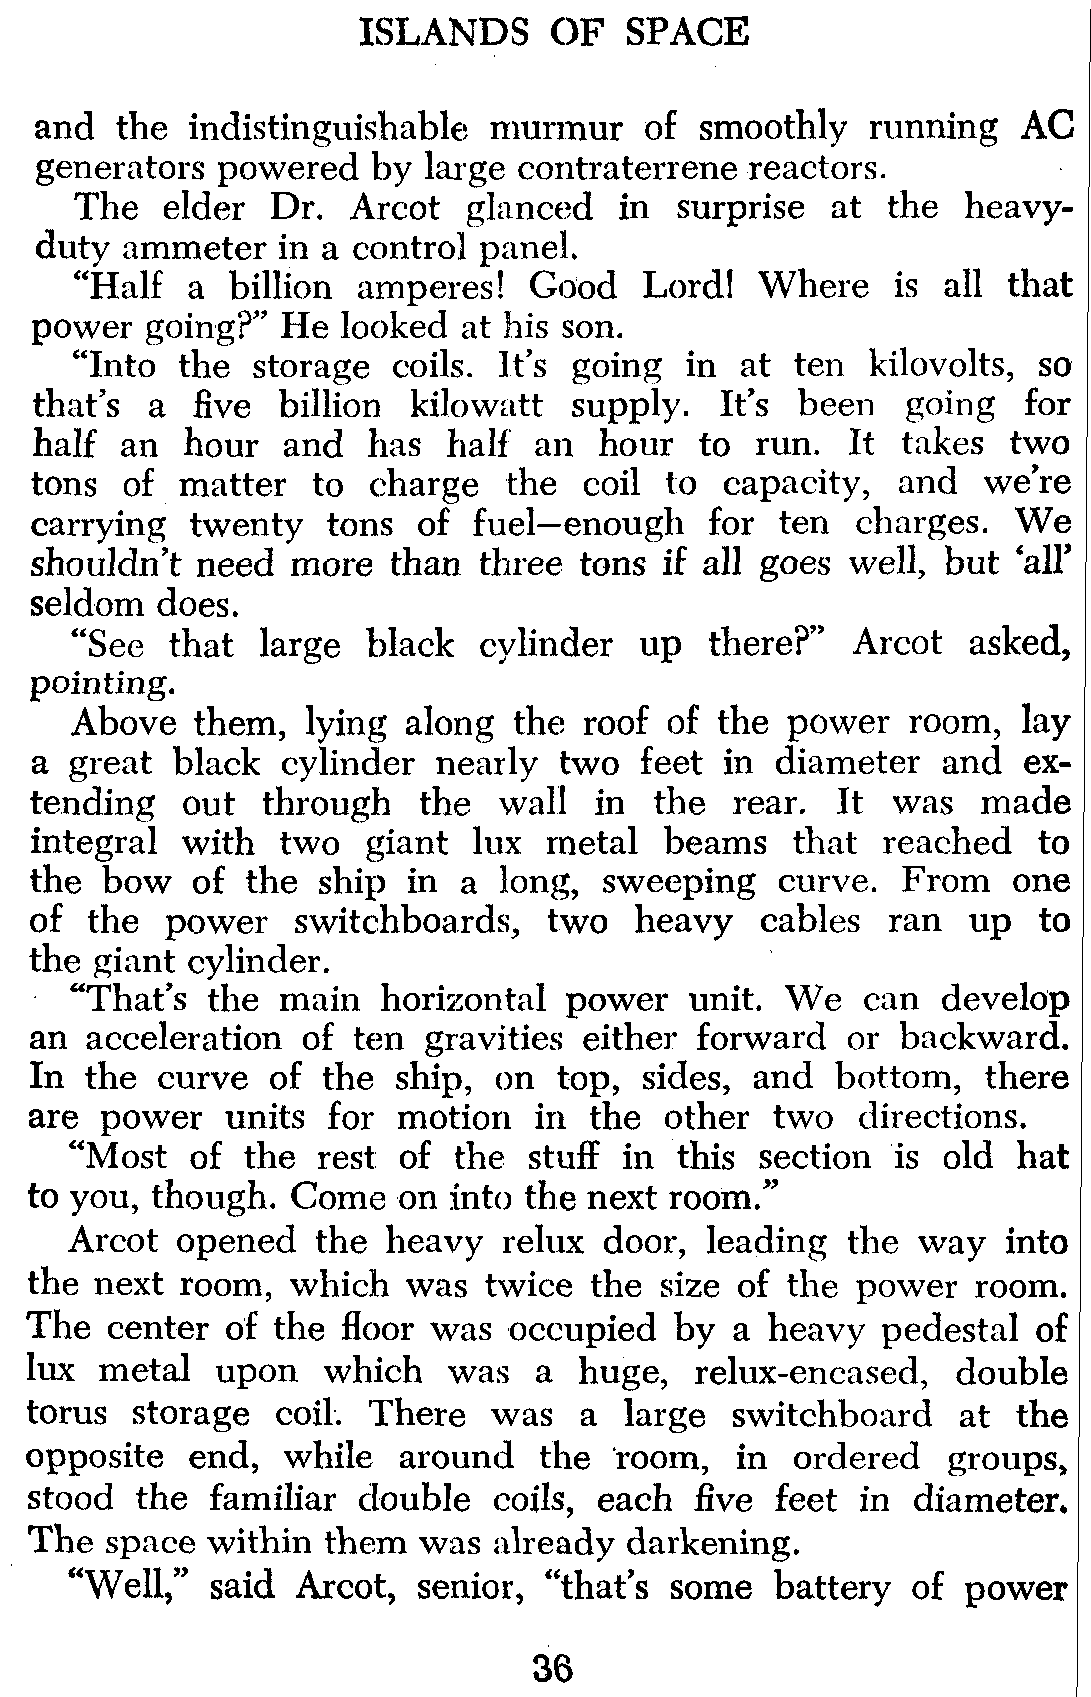 ISLANDS OF SPACE
and the indistinguishable murmur of smoothly running AC
generators powered by large contraterrene reactors.
The elder Dr. Arcot glanced in surprise at the heavy-
duty ammeter in a control panel.
“Half a billion amperes! Good Lord! Where is all that
power going?” He looked at his son.
“Into the storage coils. It’s going in at ten kilovolts, so
that’s a five billion kilowatt supply. It’s been going for
half an hour and has half an hour to run. It takes two
tons of matter to charge the coil to capacity, and we’re
carrying twenty tons of fuel—enough for ten charges. We
shouldn’t need more than three tons if all goes well, but ‘all’
seldom does.
“See that large black cylinder up there?” Arcot asked,
pointing.
Above them, lying along the roof of the power room, lay
a great black cylinder nearly two feet in diameter and ex-
tending out through the wall in the rear. It was made
integral with two giant lux metal beams that reached to
the bow of the ship in a long, sweeping curve. From one
of the power switchboards, two heavy cables ran up to
the giant cylinder.
“That’s the main horizontal power unit. We can develop
an acceleration of ten gravities either forward or backward.
In the curve of the ship, on top, sides, and bottom, there
are power units for motion in the other two directions.
“Most of the rest of the stuff in this section is old hat
to you, though. Come on into the next room.”
Arcot opened the heavy relux door, leading the way into
the next room, which was twice the size of the power room.
The center of the floor was occupied by a heavy pedestal of
lux metal upon which was a huge, relux-encased, double
torus storage coil. There was a large switchboard at the
opposite end, while around the room, in ordered groups,
stood the familiar double coils, each five feet in diameter.
The space within them was already darkening.
“Well,” said Arcot, senior, “that’s some battery of power
36